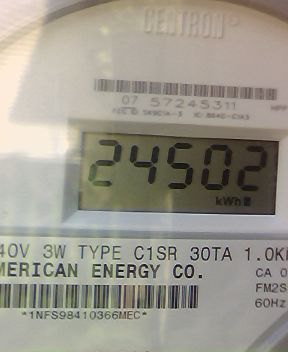 CENTRON®
07 57245311
24502
kWh
40V 3W TYPE C1SR 30TA 1.0K
MERICAN ENERGY CO.
CA 0
FM2S
60Hz
*1NFS98410366MEC*